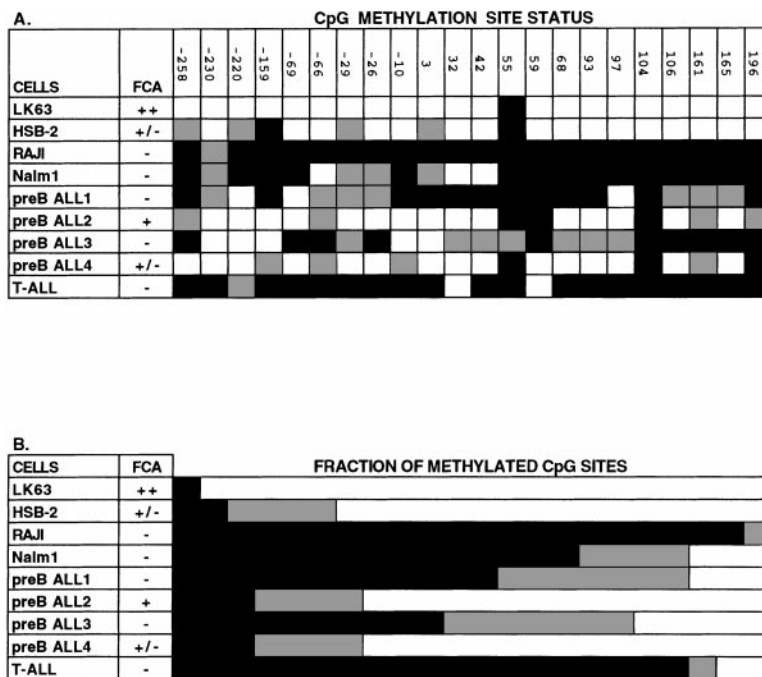 A. CpG METHYLATION SITE STATUS
CELLS FCA -258 -230 -220 -159 -69 -66 -29 -26 -10 3 32 42 55 59 68 93 97 104 106 161 165 196
LK63 ++
HSB-2 +/-
RAJI -
Nalm1 -
preB ALL1 -
preB ALL2 +
preB ALL3 -
preB ALL4 +/-
T-ALL -
B.
CELLS FCA FRACTION OF METHYLATED CpG SITES
LK63 ++
HSB-2 +/-
RAJI -
Nalm1 -
preB ALL1 -
preB ALL2 +
preB ALL3 -
preB ALL4 +/-
T-ALL -